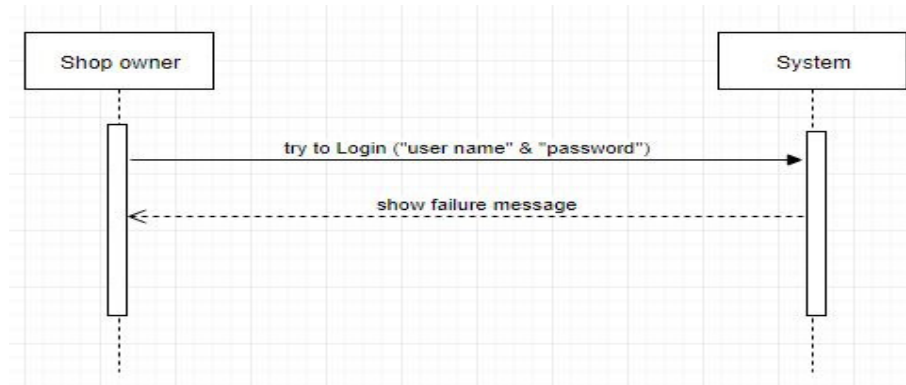 Shop owner
System
try to Login ("user name" & "password")
show failure message